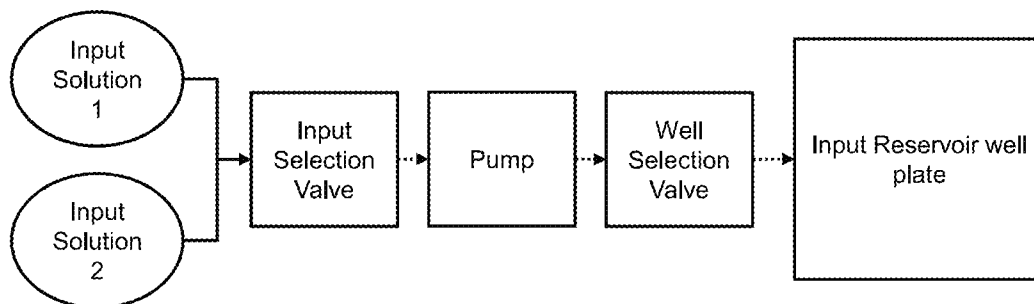 Input
Solution
1
Input
Solution
2
Input
Selection
Valve
Pump
Well
Selection
Valve
Input Reservoir well
plate